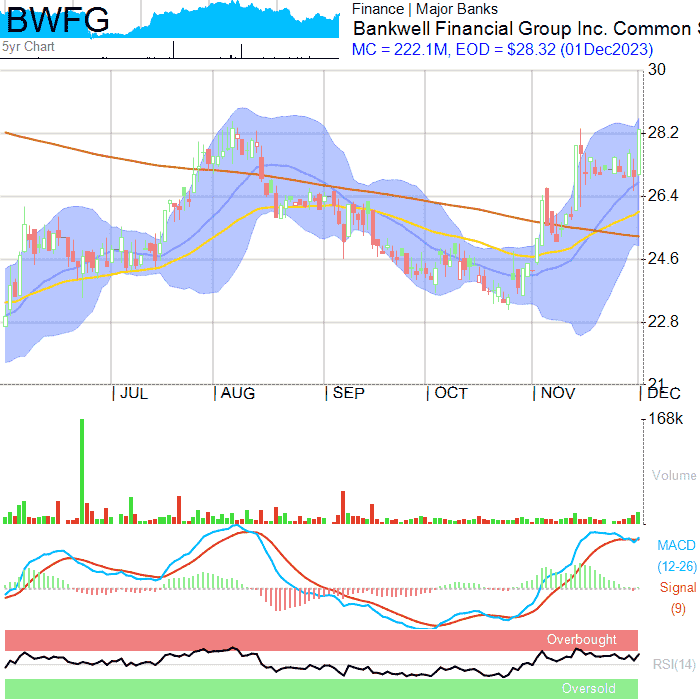 BWFG
5yr Chart
Finance | Major Banks
Bankwell Financial Group Inc. Common S
MC = 222.1M, EOD = $28.32 (01Dec2023)
30
28.2
26.4
24.6
22.8
21
JUL AUG SEP OCT NOV DEC
168k
Volume
MACD
(12-26)
Signal
(9)
Overbought
RSI(14)
Oversold